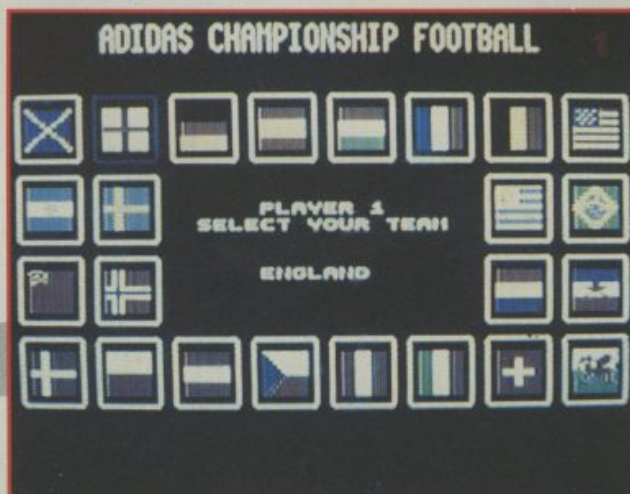 ADIDAS CHAMPIONSHIP FOOTBALL
PLAYER 1
SELECT YOUR TEAM
ENGLAND